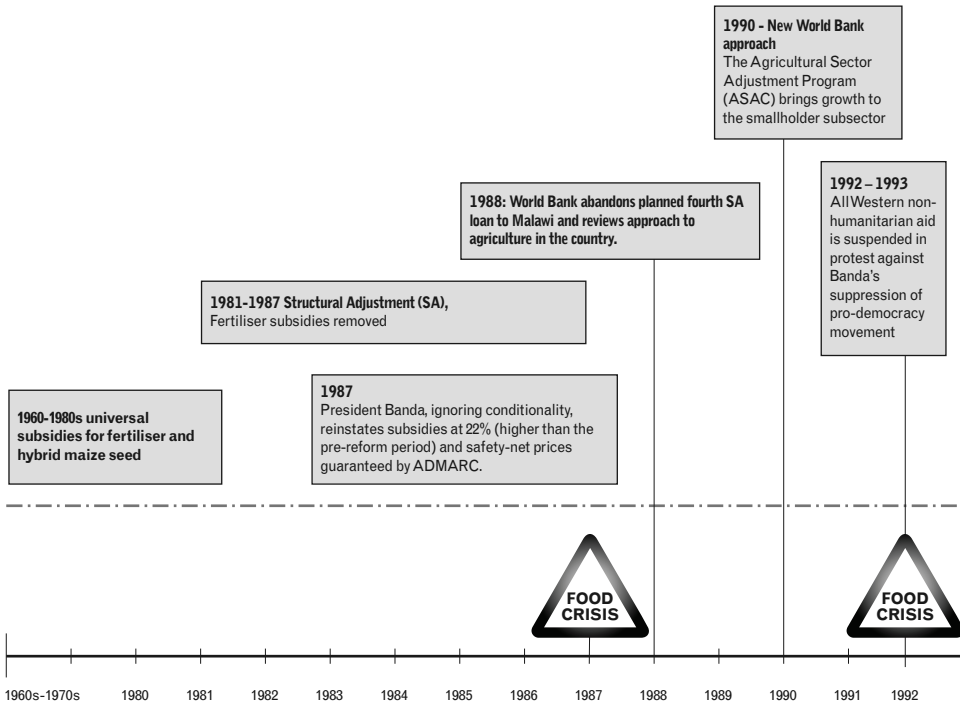 1990 - New World Bank
approach
The Agricultural Sector
Adjustment Program
(ASAC) brings growth to
the smallholder subsector
1992 – 1993
All Western non-
humanitarian aid
is suspended in
protest against
Banda's
suppression of
pro-democracy
movement
1988: World Bank abandons planned fourth SA
loan to Malawi and reviews approach to
agriculture in the country.
1981-1987 Structural Adjustment (SA),
Fertiliser subsidies removed
1987
President Banda, ignoring conditionality,
reinstates subsidies at 22% (higher than the
pre-reform period) and safety-net prices
guaranteed by ADMARC.
1960-1980s universal
subsidies for fertiliser and
hybrid maize seed
FOOD
CRISIS
FOOD
CRISIS
1960s-1970s 1980 1981 1982 1983 1984 1985 1986 1987 1988 1989 1990 1991 1992